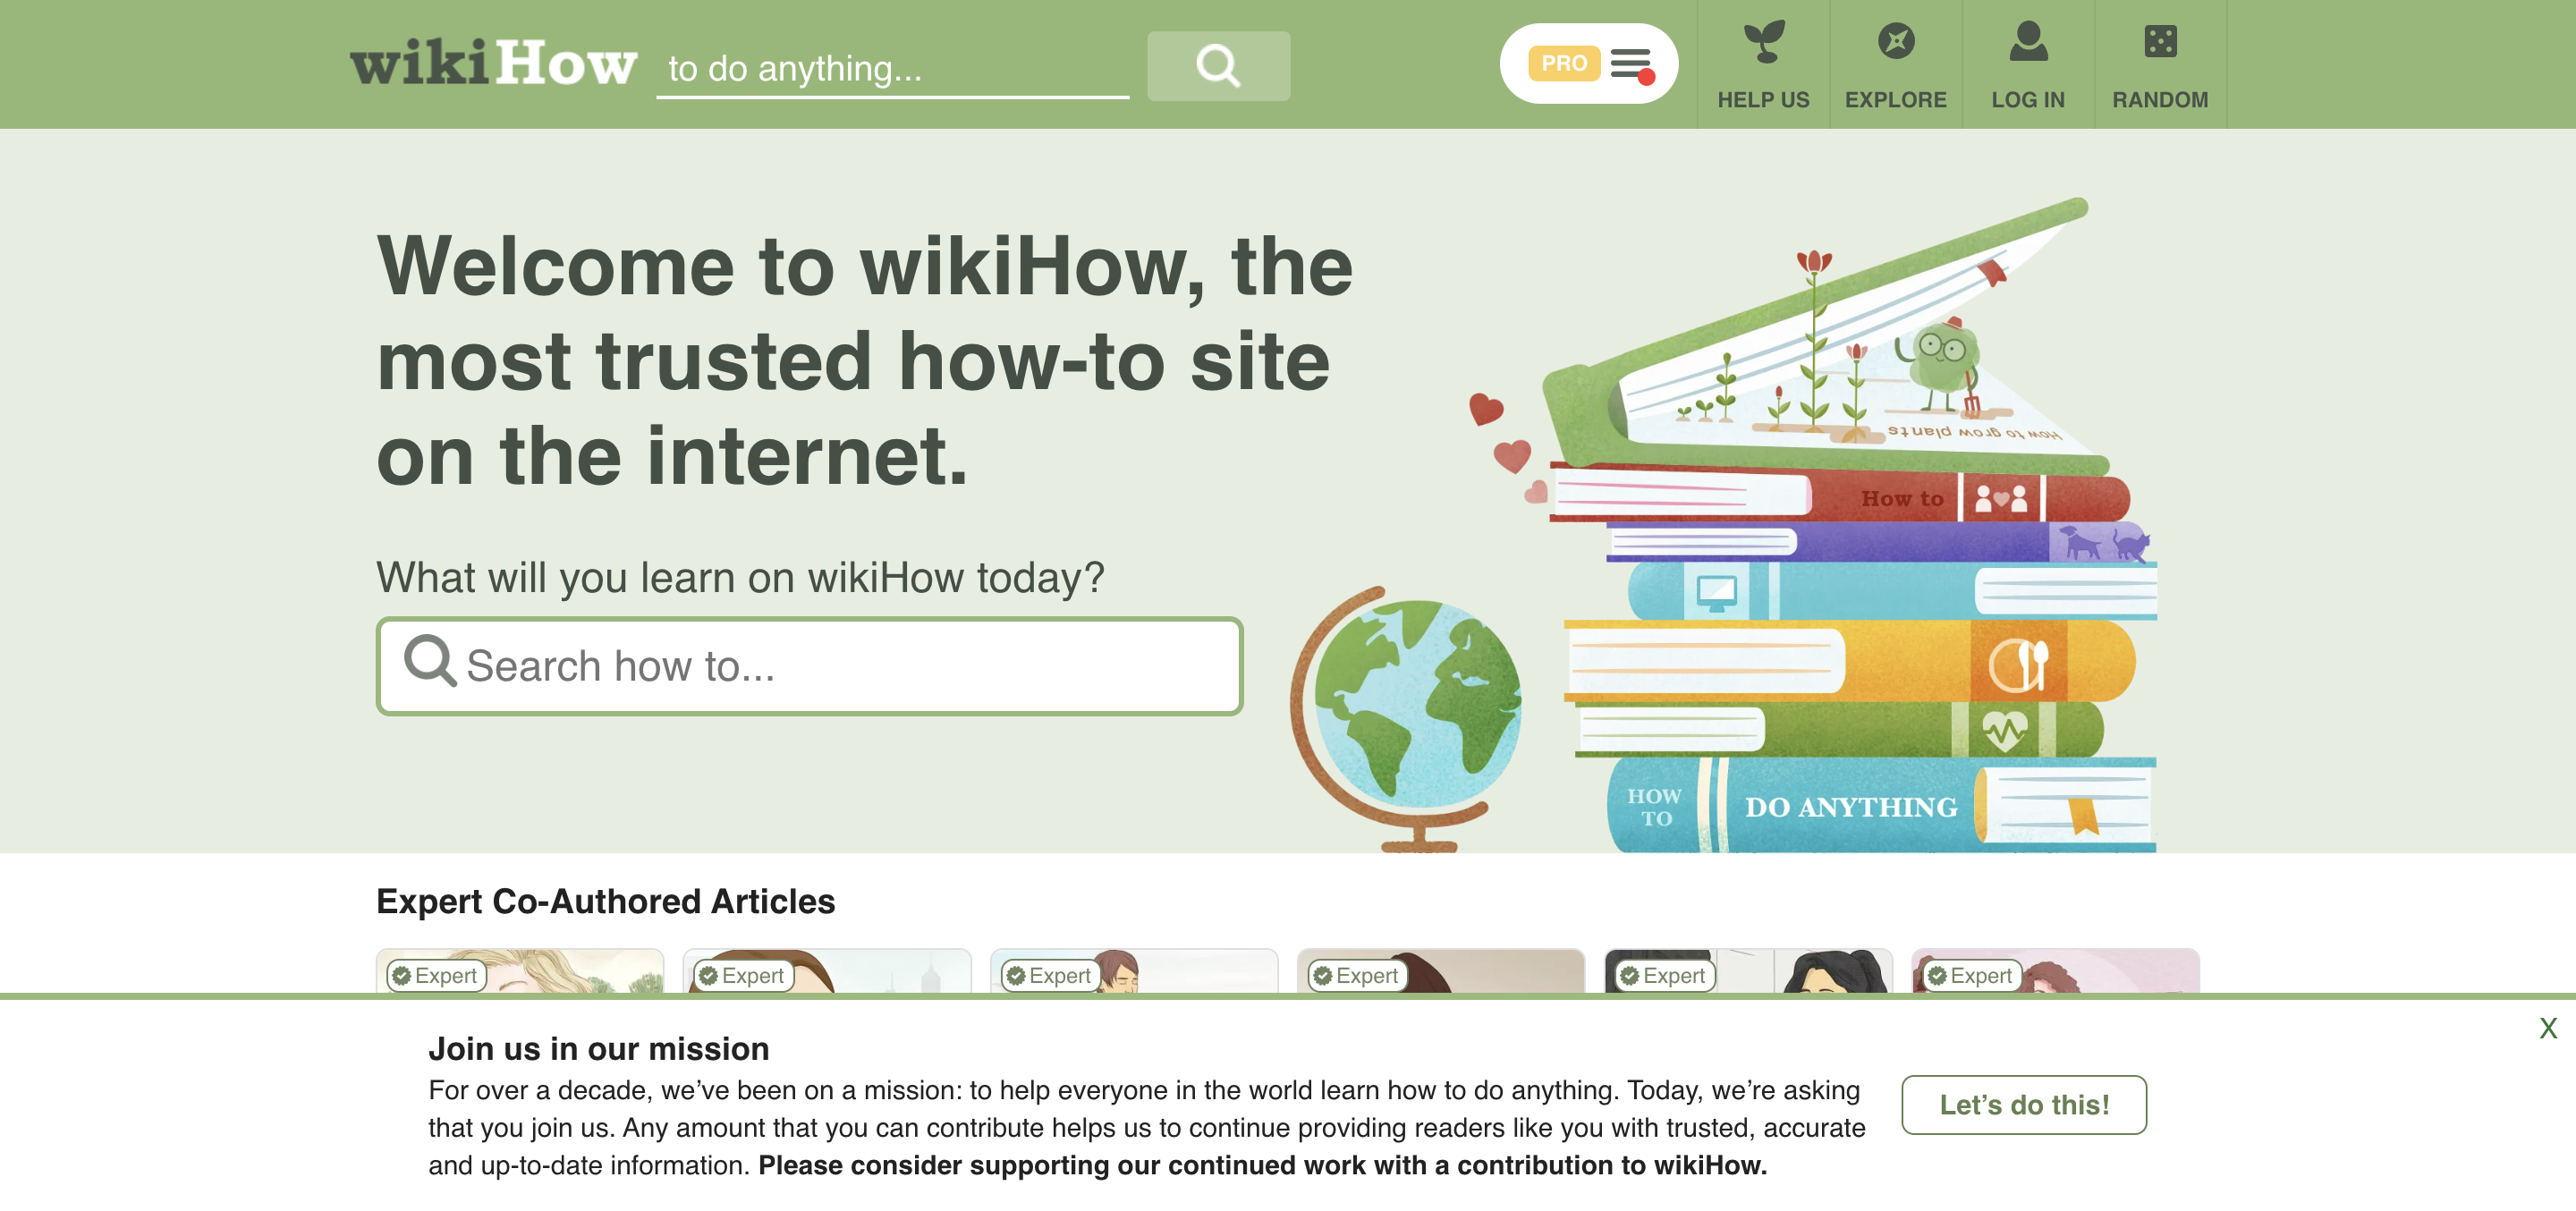 wikiHow to do anything...
PRO
HELP US
EXPLORE
LOG IN
RANDOM
Welcome to wikiHow, the
most trusted how-to site
on the internet.
What will you learn on wikiHow today?
Search how to...
How to grow plants
How to
HOW
TO
DO ANYTHING
Expert Co-Authored Articles
Expert
Expert
Expert
Expert
Expert
Expert
X
Join us in our mission
For over a decade, we’ve been on a mission: to help everyone in the world learn how to do anything. Today, we’re asking
that you join us. Any amount that you can contribute helps us to continue providing readers like you with trusted, accurate
and up-to-date information. Please consider supporting our continued work with a contribution to wikiHow.
Let’s do this!